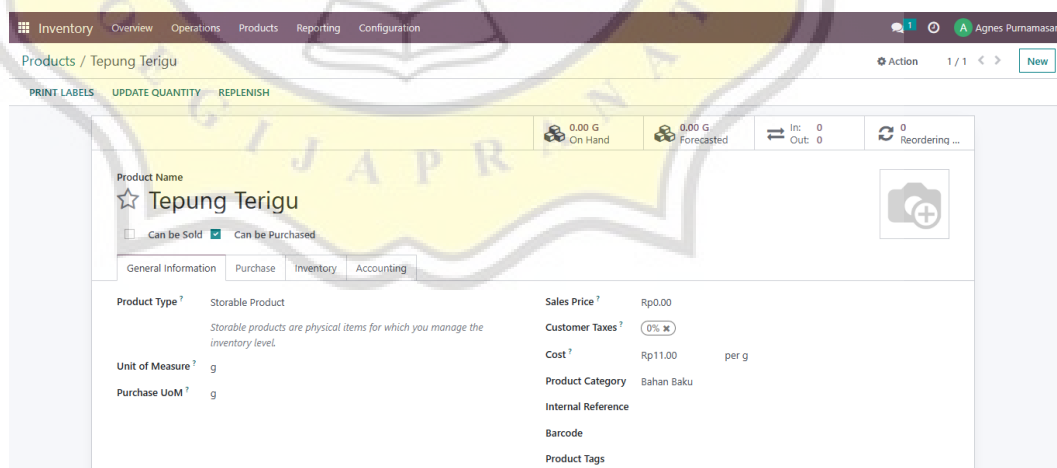 Inventory Overview Operations Products Reporting Configuration 1 A Agnes Purnamasar
Products / Tepung Terigu Action 1 / 1 New
PRINT LABELS UPDATE QUANTITY REPLENISH
0.00 G On Hand
0.00 G Forecasted
In: 0
Out: 0
0 Reordering ...
E G I J A P R A N A T
Product Name
Tepung Terigu
Can be Sold Can be Purchased
General Information Purchase Inventory Accounting
Product Type ? Storable Product
Storable products are physical items for which you manage the
inventory level.
Unit of Measure ? g
Purchase UoM ? g
Sales Price ? Rp0.00
Customer Taxes ? 0% ×
Cost ? Rp11.00 per g
Product Category Bahan Baku
Internal Reference
Barcode
Product Tags